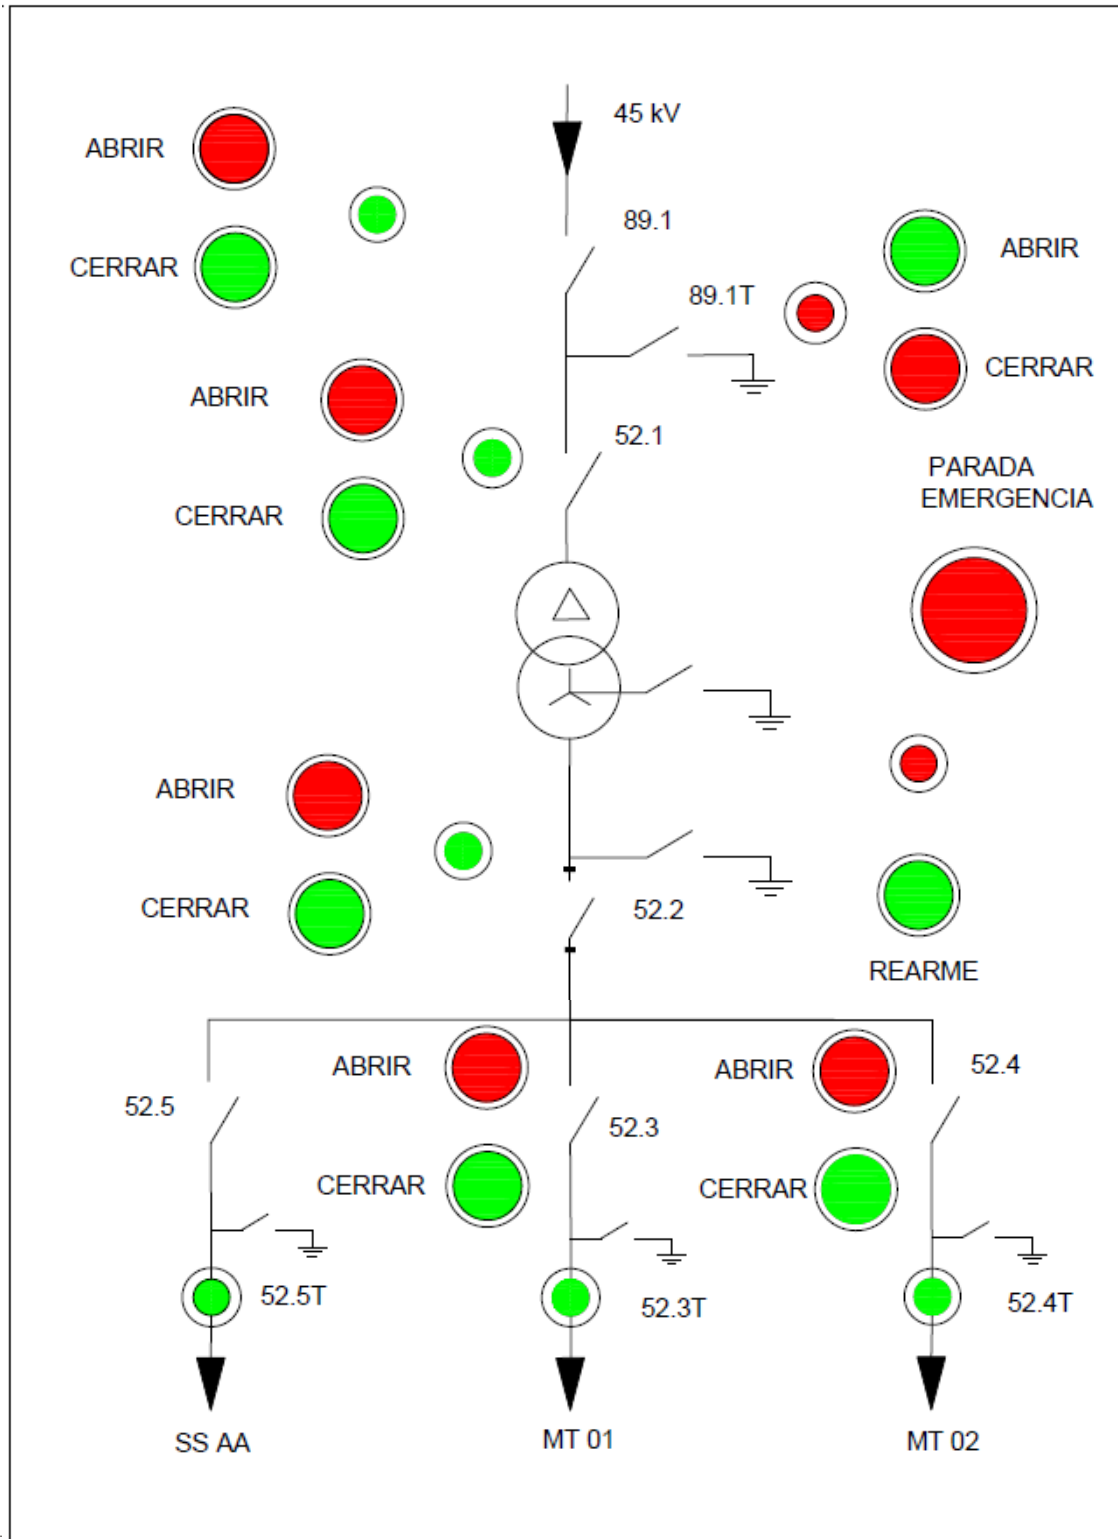 45 kV
ABRIR
89.1
ABRIR
CERRAR
89.1T
CERRAR
ABRIR
52.1
PARADA
EMERGENCIA
CERRAR
ABRIR
CERRAR
52.2
REARME
ABRIR
ABRIR
52.4
52.5
52.3
CERRAR
CERRAR
52.5T
52.3T
52.4T
SS AA
MT 01
MT 02